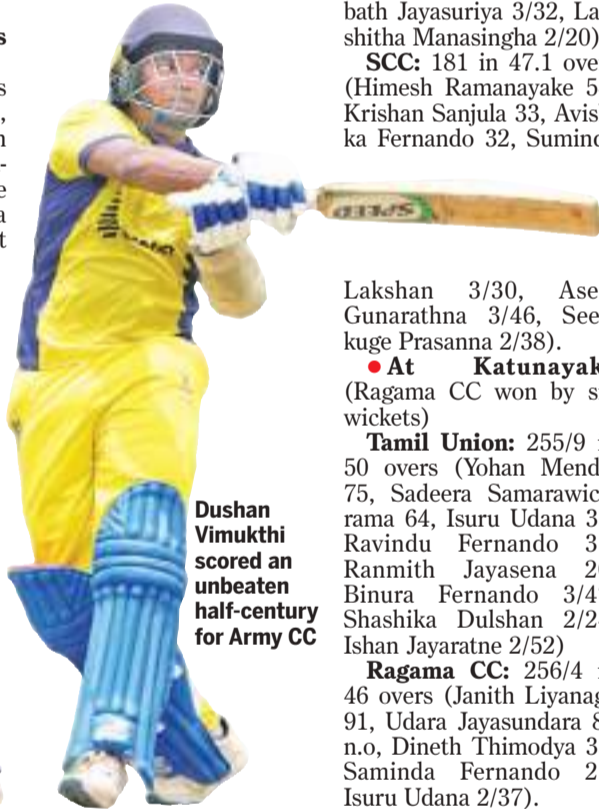 s
s
,
n
-
e
a
t
SPEED
Dushan
Vimukthi
scored an
unbeaten
half-century
for Army CC
bath Jayasuriya 3/32, La
shitha Manasingha 2/20)
SCC: 181 in 47.1 ove
(Himesh Ramanayake 5
Krishan Sanjula 33, Avis
ka Fernando 32, Sumind
Lakshan 3/30, Ase
Gunarathna 3/46, See
kuge Prasanna 2/38).
● At Katunayak
(Ragama CC won by s
wickets)
Tamil Union: 255/9
50 overs (Yohan Mend
75, Sadeera Samarawic
rama 64, Isuru Udana 3
Ravindu Fernando 3
Ranmith Jayasena 2
Binura Fernando 3/4
Shashika Dulshan 2/2
Ishan Jayaratne 2/52)
Ragama CC: 256/4
46 overs (Janith Liyanag
91, Udara Jayasundara 8
n.o, Dineth Thimodya 3
Saminda Fernando 2
Isuru Udana 2/37).